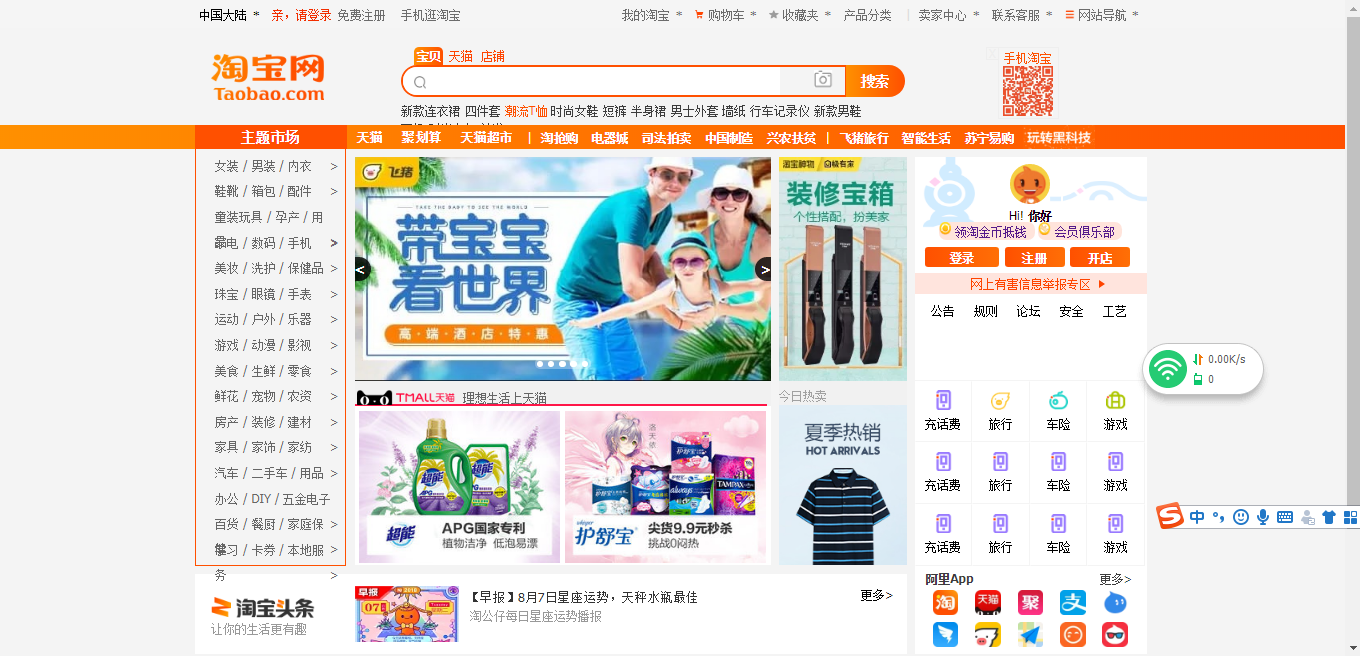 中国大陆 * 亲，请登录 免费注册 手机逛淘宝 我的淘宝 * 购物车 * 收藏夹 * 产品分类 | 卖家中心 * 联系客服 * 网站导航 *
淘宝网
Taobao.com
宝贝 天猫 店铺
搜索
新款连衣裙 四件套 潮流T恤 时尚女鞋 短裤 半身裙 男士外套 墙纸 行车记录仪 新款男鞋
手机淘宝
主题市场 天猫 聚划算 天猫超市 | 淘抢购 电器城 司法拍卖 中国制造 兴农扶贫 | 飞猪旅行 智能生活 苏宁易购 玩转黑科技
女装 / 男装 / 内衣 >
鞋靴 / 箱包 / 配件 >
童装玩具 / 孕产 / 用
电 / 数码 / 手机 >
美妆 / 洗护 / 保健品 >
珠宝 / 眼镜 / 手表 >
运动 / 户外 / 乐器 >
游戏 / 动漫 / 影视 >
美食 / 生鲜 / 零食 >
鲜花 / 宠物 / 农资 >
房产 / 装修 / 建材 >
家具 / 家饰 / 家纺 >
汽车 / 二手车 / 用品 >
办公 / DIY / 五金电子
百货 / 餐厨 / 家庭保 >
习 / 卡券 / 本地服 >
务 >
飞猪
TAKE THE BABY TO SEE THE WORLD
带宝宝
看世界
高·端·酒·店·特·惠
< >
淘宝神物 极有家
装修宝箱
个性搭配，扮美家
Hi! 你好
领淘金币抵钱 会员俱乐部
登录 注册 开店
网上有害信息举报专区
公告 规则 论坛 安全 工艺
0.00K/s
0
TMALL天猫 理想生活上天猫
超能
超能
超能
APG国家专利
植物洁净 低泡易漂
洛天依
护舒宝
always
TAMPAX
whisper
护舒宝
尖货9.9元秒杀
挑战0闷热
今日热卖
夏季热销
HOT ARRIVALS
充话费 旅行 车险 游戏
充话费 旅行 车险 游戏
充话费 旅行 车险 游戏
中
淘宝头条
让你的生活更有趣
早报
07
【早报】8月7日星座运势，天秤水瓶最佳
淘公仔每日星座运势播报
更多>
阿里App 更多>
淘 天猫 聚 支